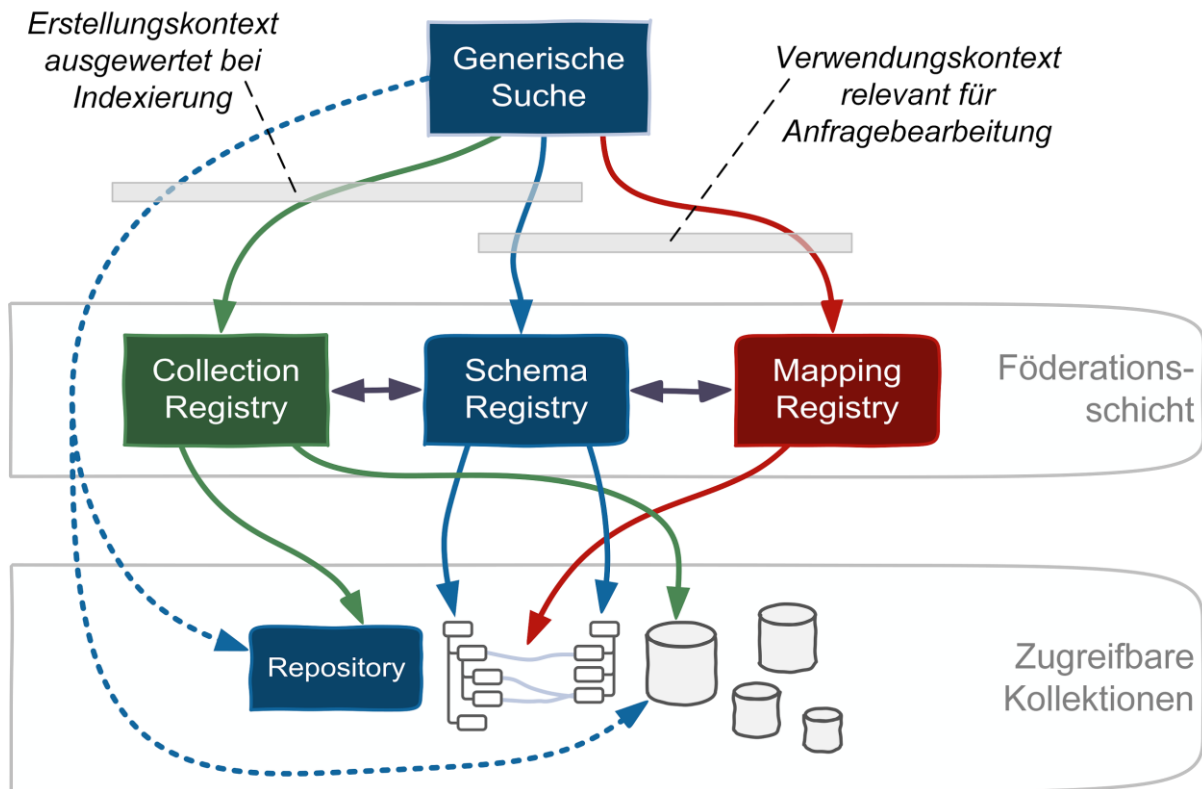 Erstellungskontext
ausgewertet bei
Indexierung
Generische
Suche
Verwendungskontext
relevant für
Anfragebearbeitung
Collection
Registry
Schema
Registry
Mapping
Registry
Föderations-
schicht
Repository
Zugreifbare
Kollektionen